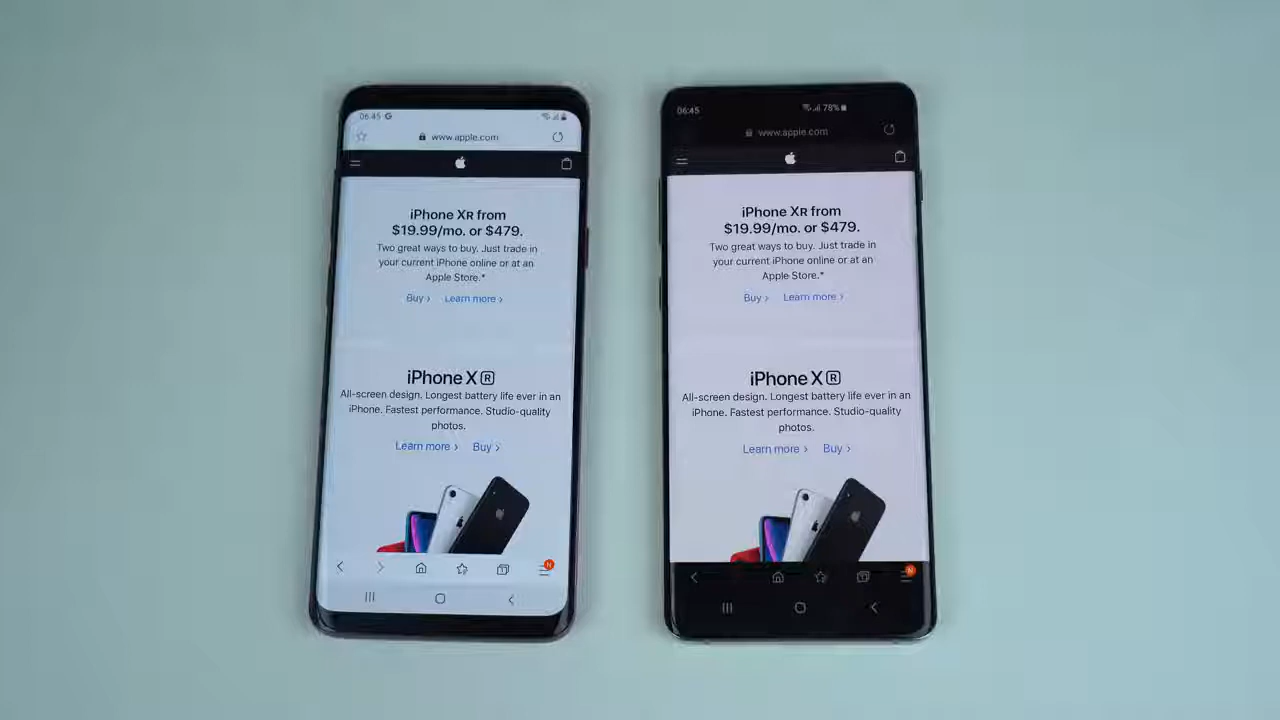 06:45 G
www.apple.com
iPhone XR from
$19.99/mo. or $479.
Two great ways to buy. Just trade in
your current iPhone online or at an
Apple Store.*
Buy › Learn more ›
iPhone X R
All-screen design. Longest battery life ever in an
iPhone. Fastest performance. Studio-quality
photos.
Learn more › Buy ›
1
N
06:45 78%
www.apple.com
iPhone XR from
$19.99/mo. or $479.
Two great ways to buy. Just trade in
your current iPhone online or at an
Apple Store.*
Buy › Learn more ›
iPhone X R
All-screen design. Longest battery life ever in an
iPhone. Fastest performance. Studio-quality
photos.
Learn more › Buy ›
N